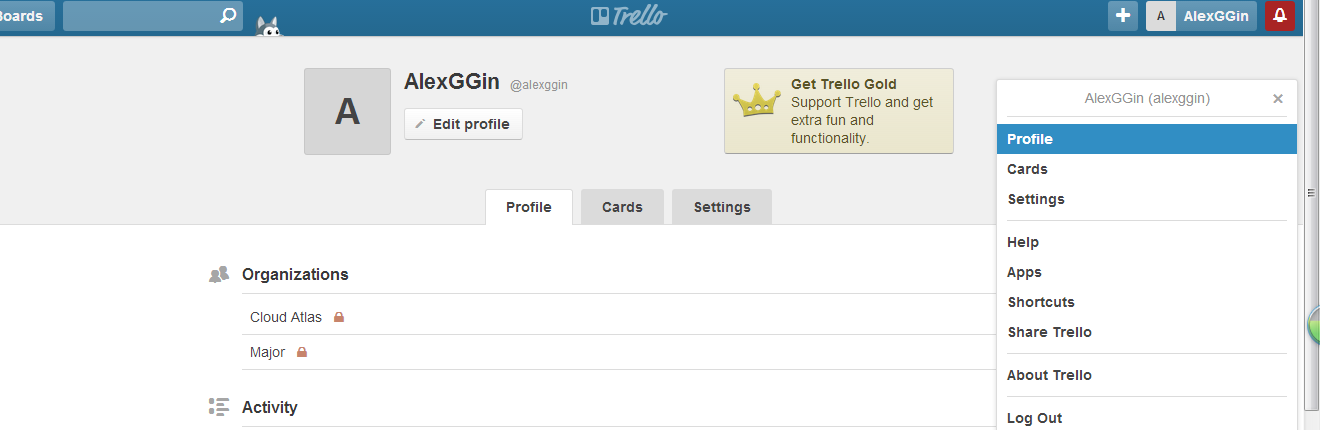 Boards
Trello
A
AlexGGin
A
AlexGGin @alexggin
Edit profile
Get Trello Gold
Support Trello and get
extra fun and
functionality.
Profile
Cards
Settings
Organizations
Cloud Atlas
Major
Activity
AlexGGin (alexggin)
Profile
Cards
Settings
Help
Apps
Shortcuts
Share Trello
About Trello
Log Out